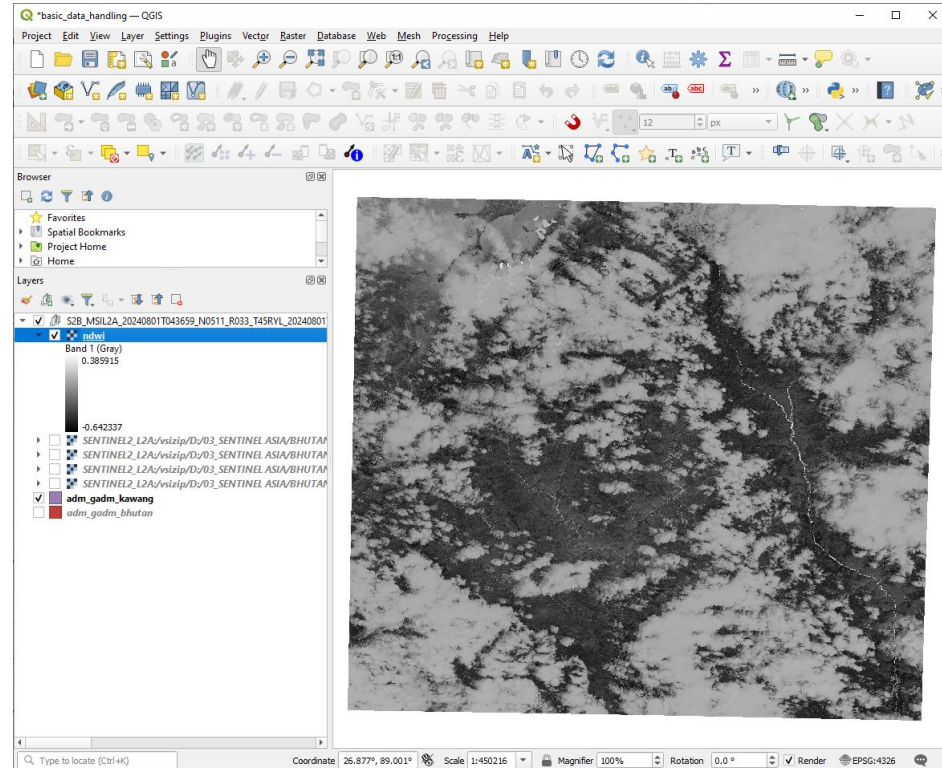 *basic_data_handling — QGIS
Project Edit View Layer Settings Plugins Vector Raster Database Web Mesh Processing Help
12 px
Browser
Favorites
Spatial Bookmarks
Project Home
Home
Layers
S2B_MSIL2A_20240801T043659_N0511_R033_T45RYL_20240801
ndwi
Band 1 (Gray)
0.385915
-0.642337
SENTINEL2_L2A:/vsizip/D:/03_SENTINEL ASIA/BHUTAN
SENTINEL2_L2A:/vsizip/D:/03_SENTINEL ASIA/BHUTAN
SENTINEL2_L2A:/vsizip/D:/03_SENTINEL ASIA/BHUTAN
SENTINEL2_L2A:/vsizip/D:/03_SENTINEL ASIA/BHUTAN
adm_gadm_kawang
adm_gadm_bhutan
Type to locate (Ctrl+K) Coordinate 26.877°, 89.001° Scale 1:450216 Magnifier 100% Rotation 0.0 ° Render EPSG:4326